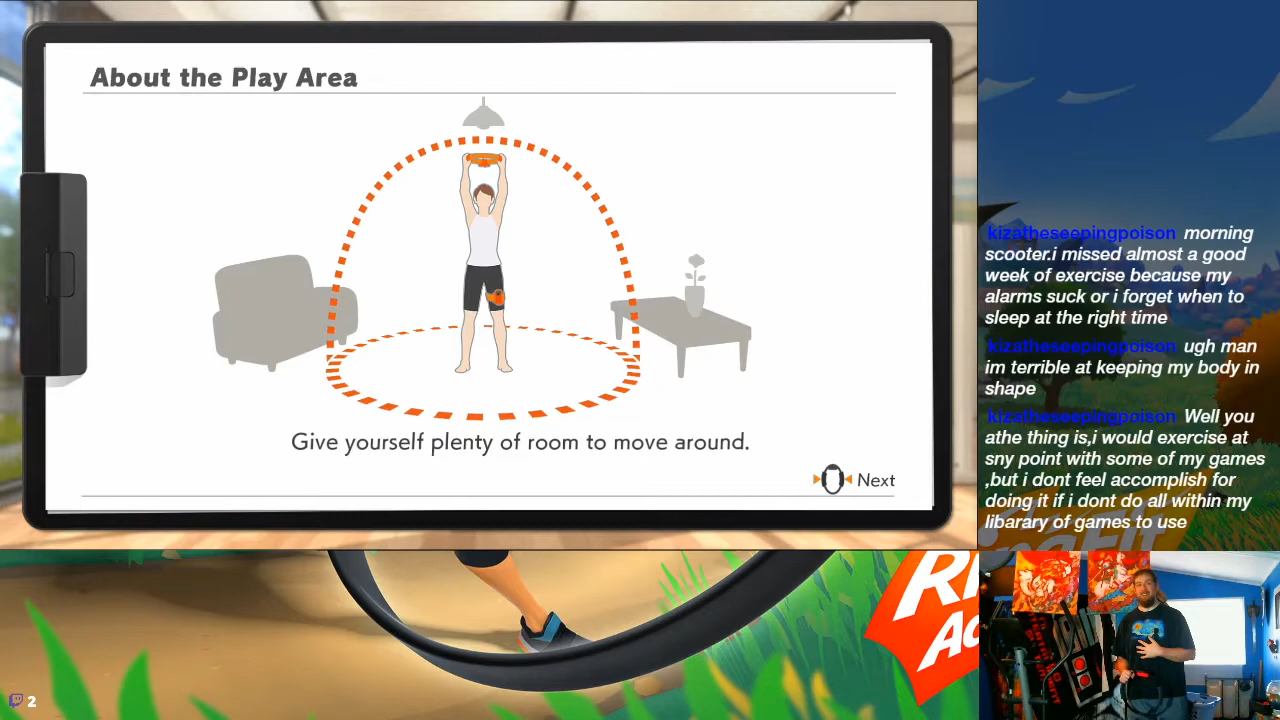 About the Play Area
Give yourself plenty of room to move around.
Next
kizatheseepingpoison morning
scooter.i missed almost a good
week of exercise because my
alarms suck or i forget when to
sleep at the right time
kizatheseepingpoison ugh man
im terrible at keeping my body in
shape
kizatheseepingpoison Well you
athe thing is,i would exercise at
sny point with some of my games
,but i dont feel accomplish for
doing it if i dont do all within my
libarary of games to use
2